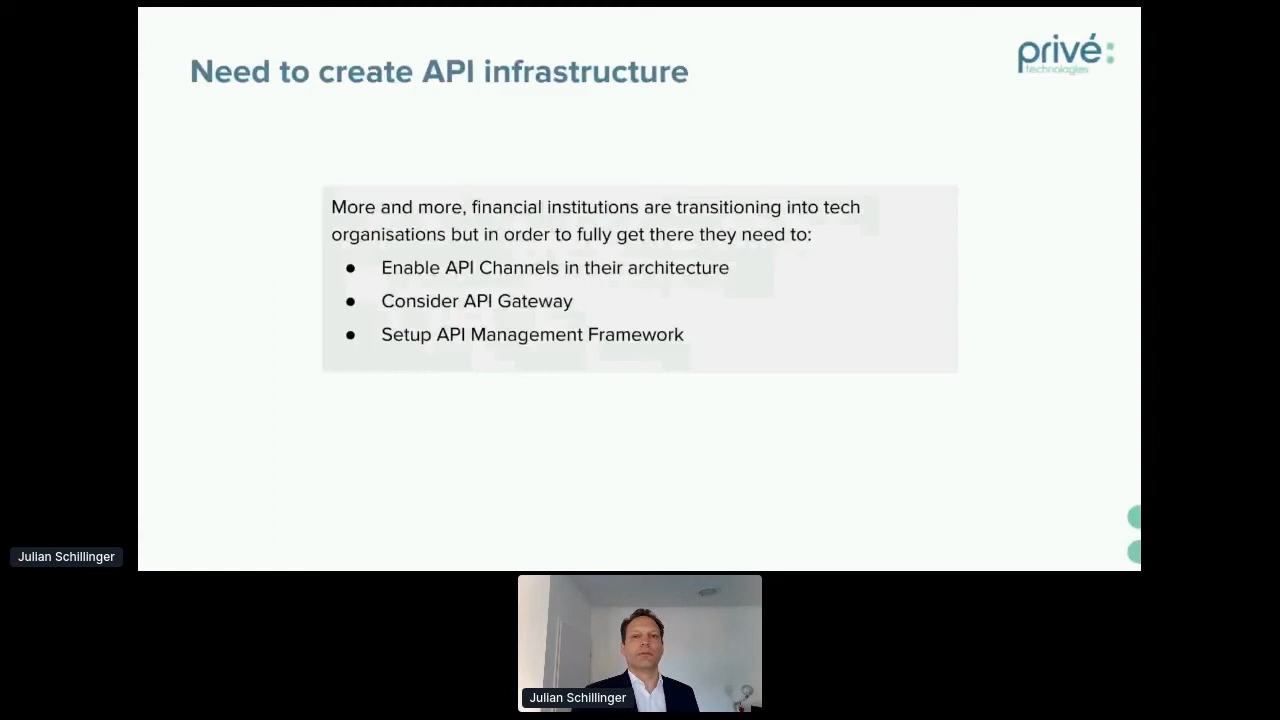 Need to create API infrastructure
privé:
technologies
More and more, financial institutions are transitioning into tech
organisations but in order to fully get there they need to:
● Enable API Channels in their architecture
● Consider API Gateway
● Setup API Management Framework
Julian Schillinger
Julian Schillinger